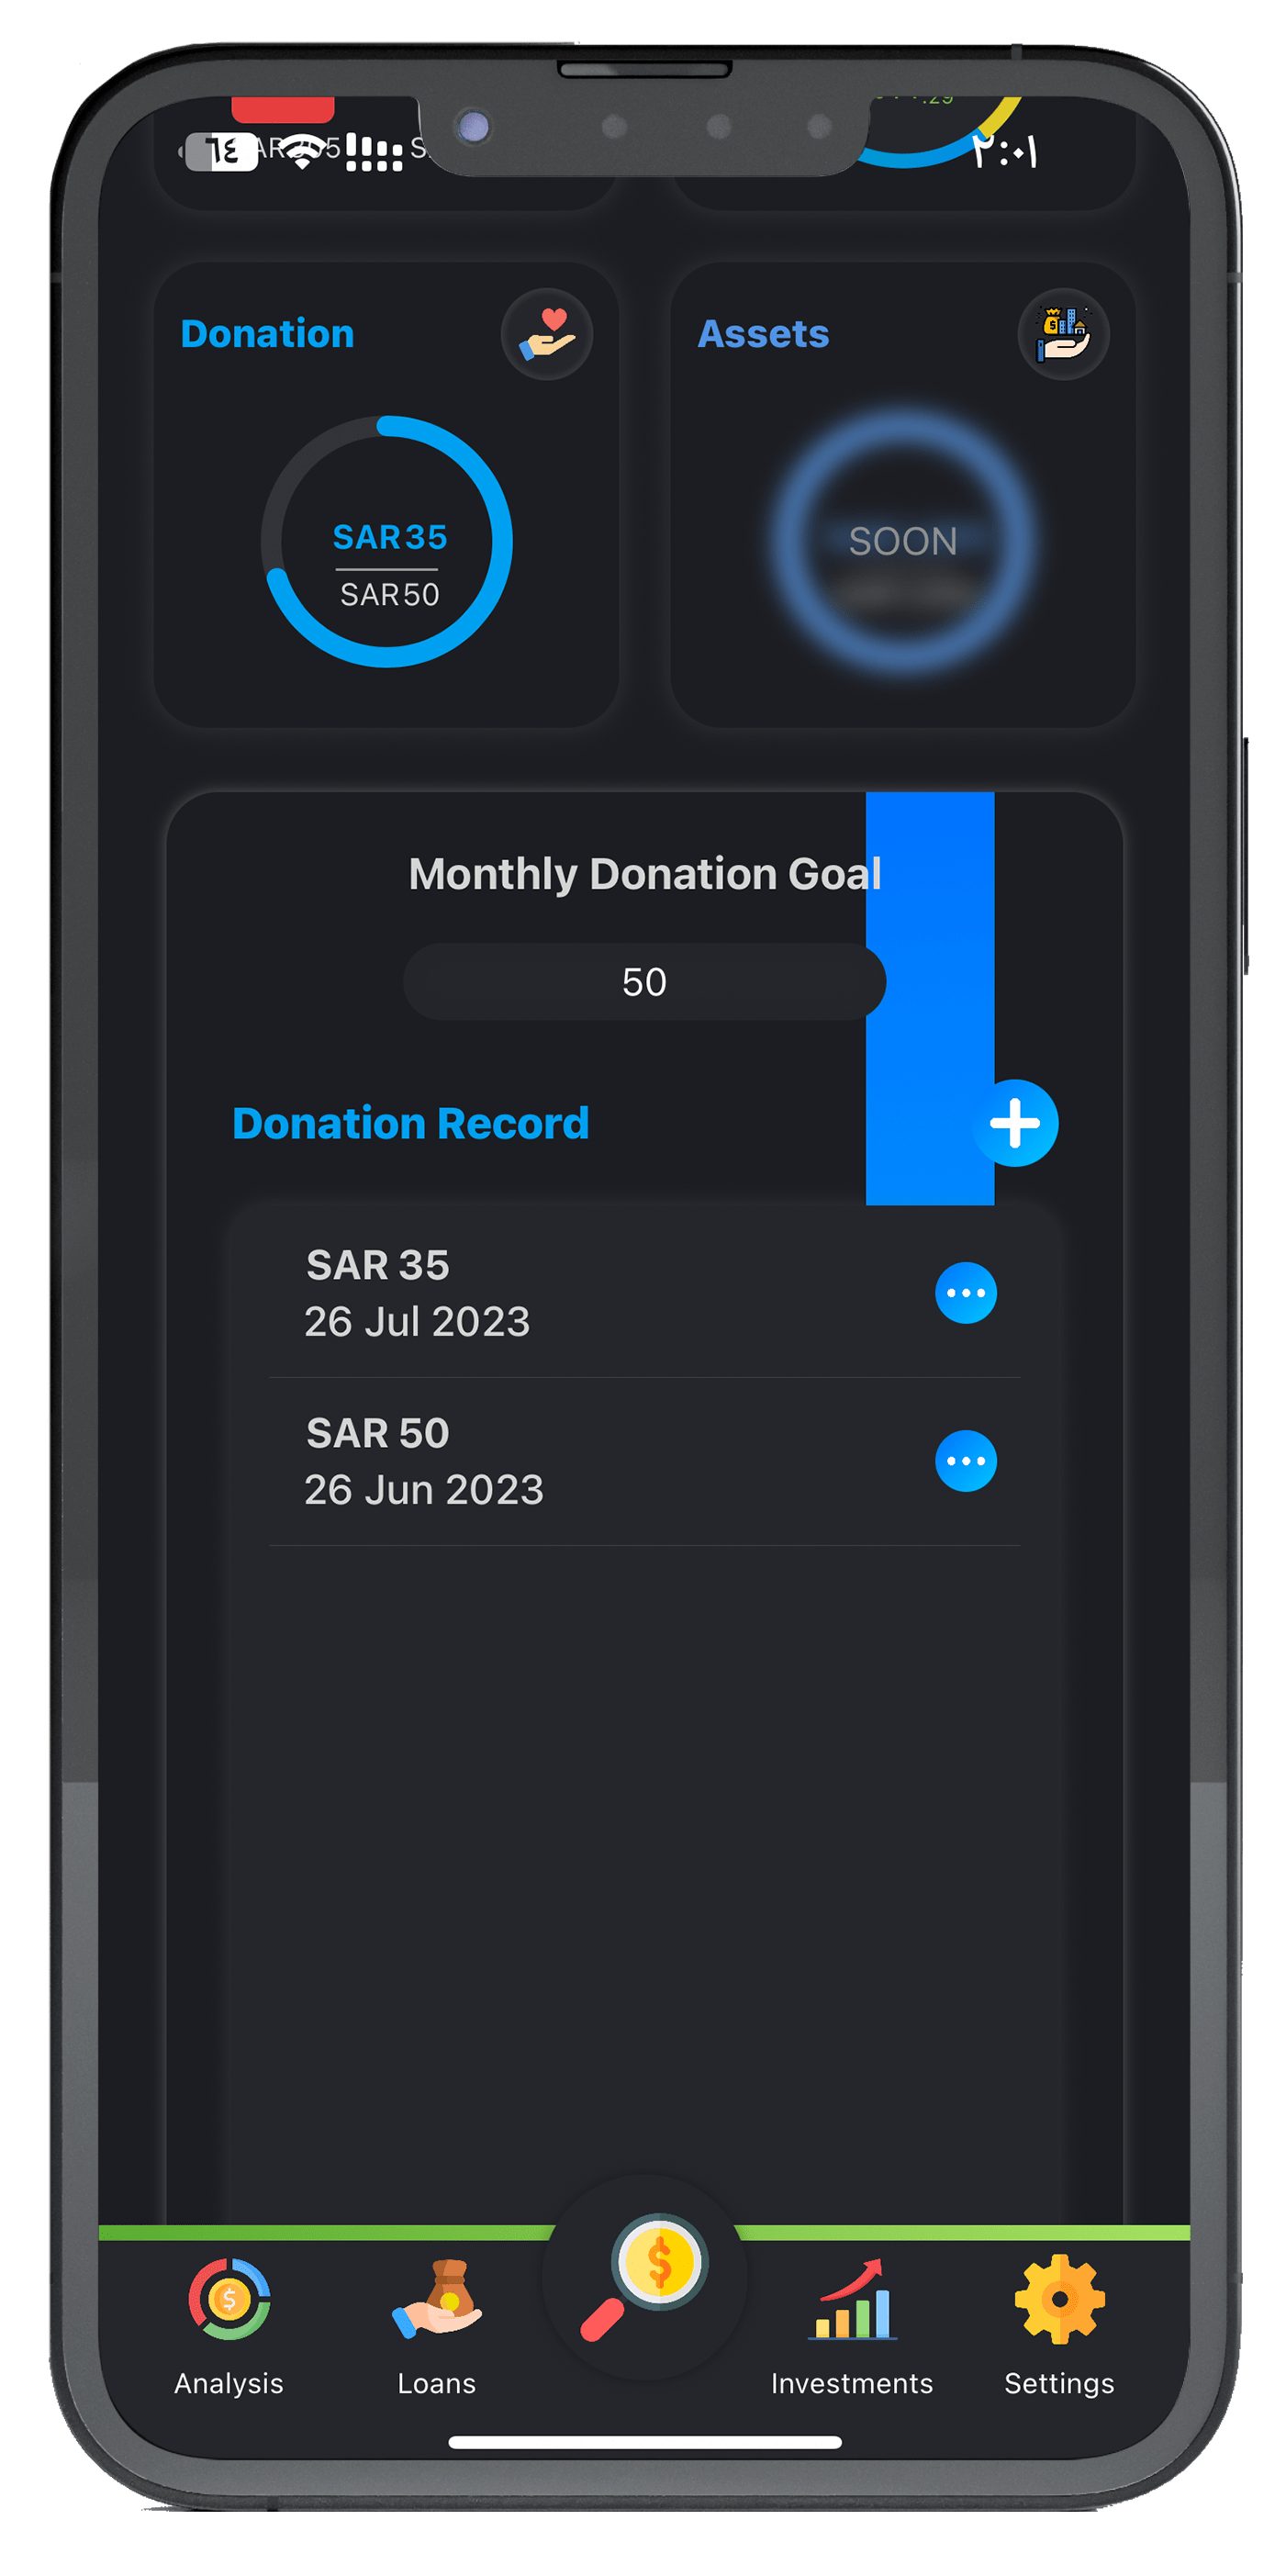 ٦٤
٢:٠١
Donation
Assets
SAR35
SAR50
SOON
Monthly Donation Goal
50
Donation Record
SAR 35
26 Jul 2023
SAR 50
26 Jun 2023
Analysis
Loans
Investments
Settings